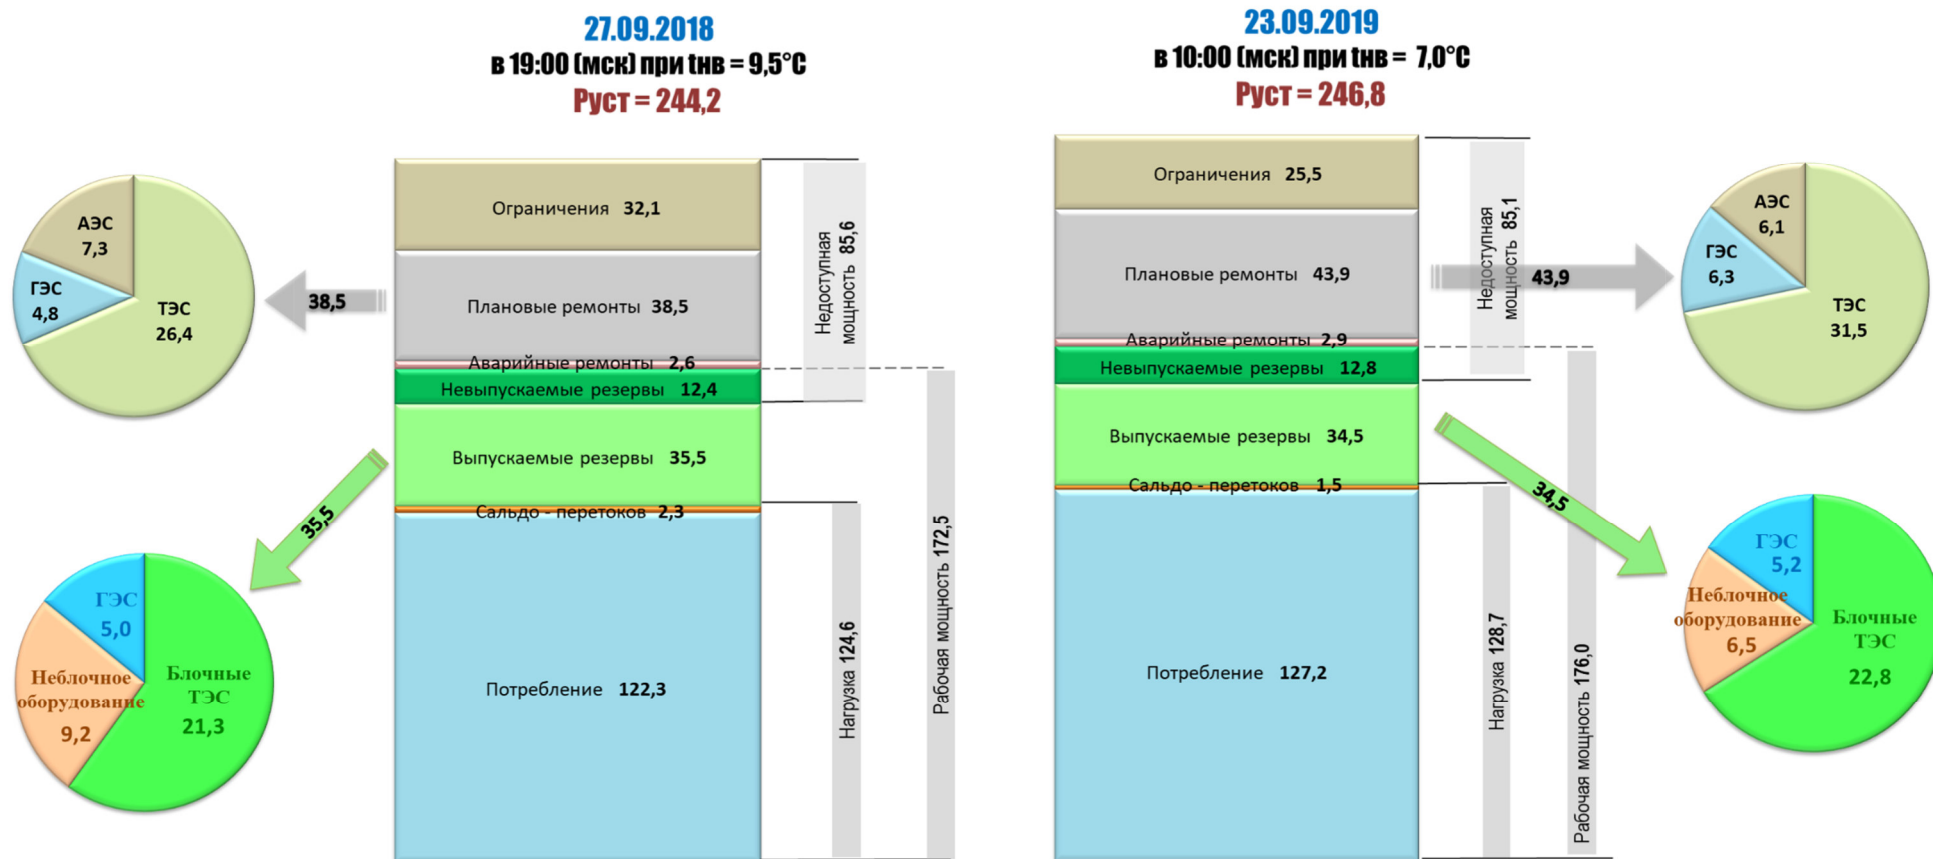 27.09.2018
в 19:00 (мск) при tнв = 9,5°С
Руст = 244,2
АЭС
7,3
ГЭС
4,8
ТЭС
26,4
38,5
Ограничения 32,1
Плановые ремонты 38,5
Аварийные ремонты 2,6
Невыпускаемые резервы 12,4
Выпускаемые резервы 35,5
Сальдо - перетоков 2,3
Потребление 122,3
Недоступная
мощность 85,6
Нагрузка 124,6
Рабочая мощность 172,5
35,5
ГЭС
5,0
Неблочное
оборудование
9,2
Блочные
ТЭС
21,3
23.09.2019
в 10:00 (мск) при tнв = 7,0°С
Руст = 246,8
Ограничения 25,5
Плановые ремонты 43,9
Аварийные ремонты 2,9
Невыпускаемые резервы 12,8
Выпускаемые резервы 34,5
Сальдо - перетоков 1,5
Потребление 127,2
Недоступная
мощность 85,1
Нагрузка 128,7
Рабочая мощность 176,0
43,9
АЭС
6,1
ГЭС
6,3
ТЭС
31,5
34,5
ГЭС
5,2
Неблочное
оборудование
6,5
Блочные
ТЭС
22,8